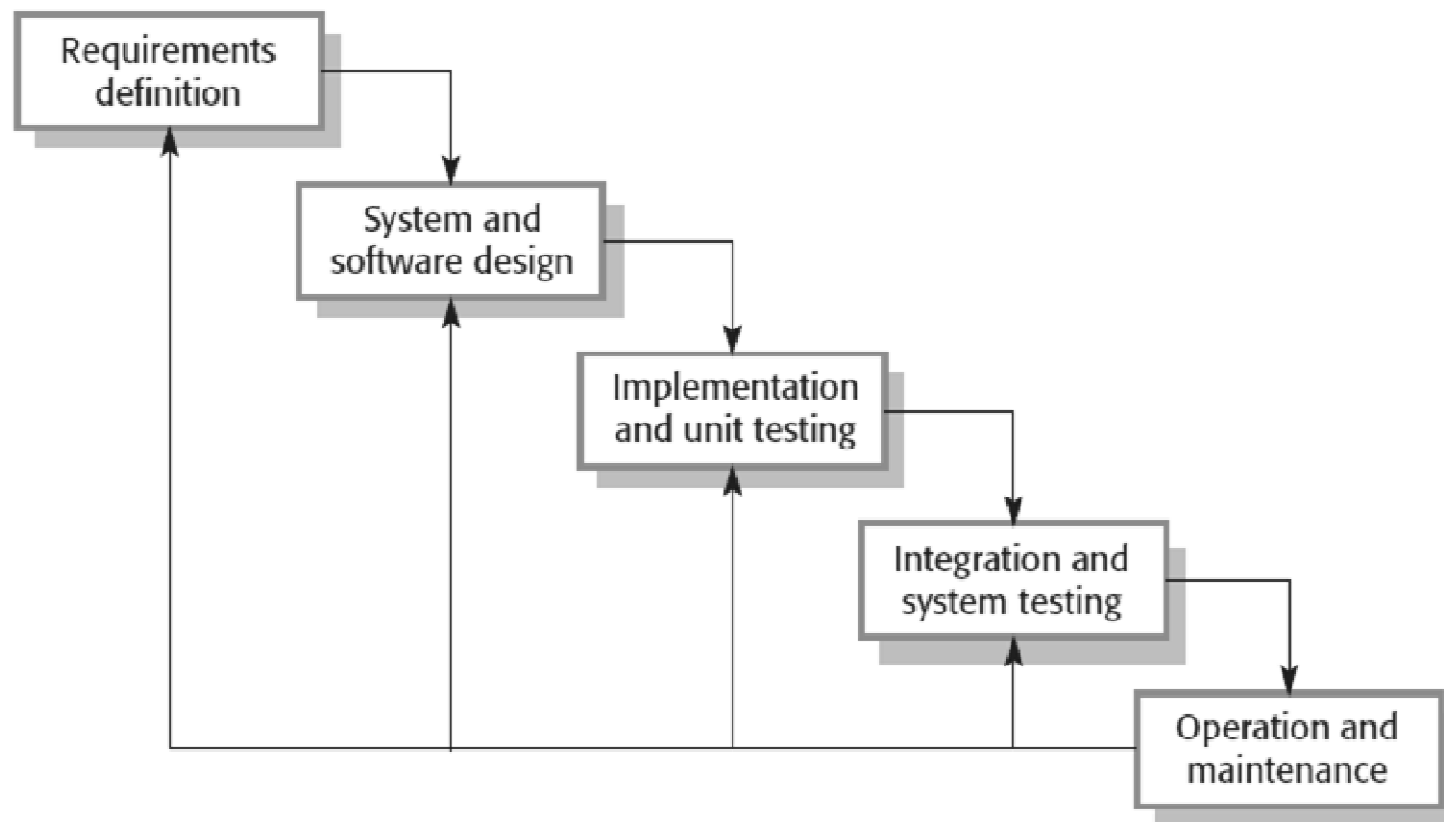 Requirements
definition
System and
software design
Implementation
and unit testing
Integration and
system testing
Operation and
maintenance